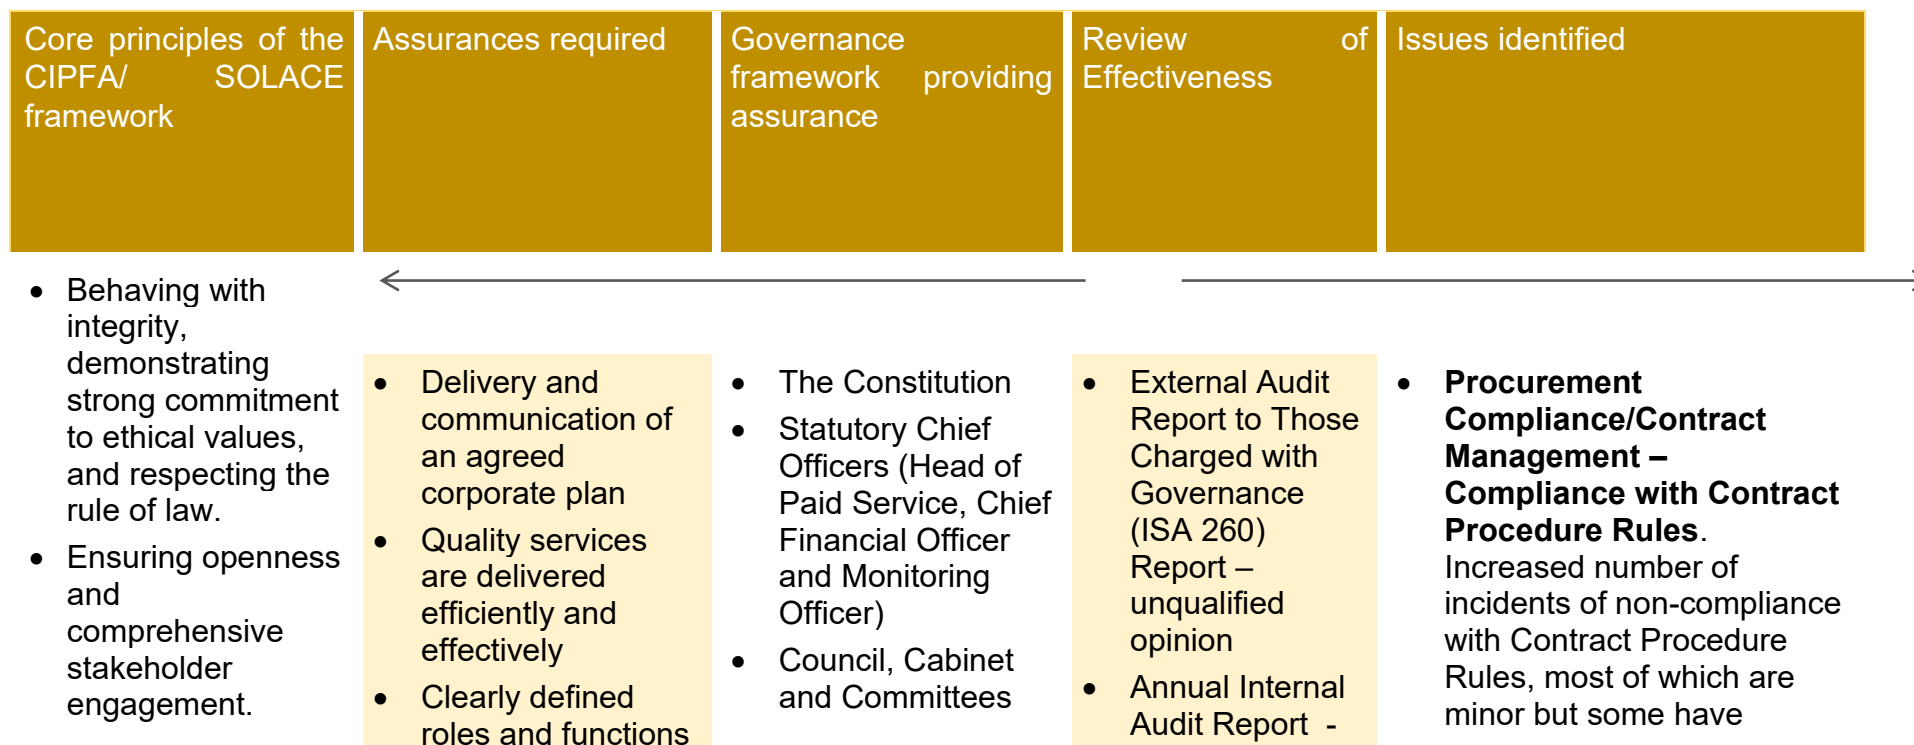 Core principles of the
CIPFA/ SOLACE
framework
Assurances required
Governance
framework providing
assurance
Review of
Effectiveness
Issues identified
• Behaving with
integrity,
demonstrating
strong commitment
to ethical values,
and respecting the
rule of law.
• Ensuring openness
and
comprehensive
stakeholder
engagement.
• Delivery and
communication of
an agreed
corporate plan
• Quality services
are delivered
efficiently and
effectively
• Clearly defined
roles and functions
• The Constitution
• Statutory Chief
Officers (Head of
Paid Service, Chief
Financial Officer
and Monitoring
Officer)
• Council, Cabinet
and Committees
• External Audit
Report to Those
Charged with
Governance
(ISA 260)
Report –
unqualified
opinion
• Annual Internal
Audit Report -
• Procurement
Compliance/Contract
Management –
Compliance with Contract
Procedure Rules.
Increased number of
incidents of non-compliance
with Contract Procedure
Rules, most of which are
minor but some have